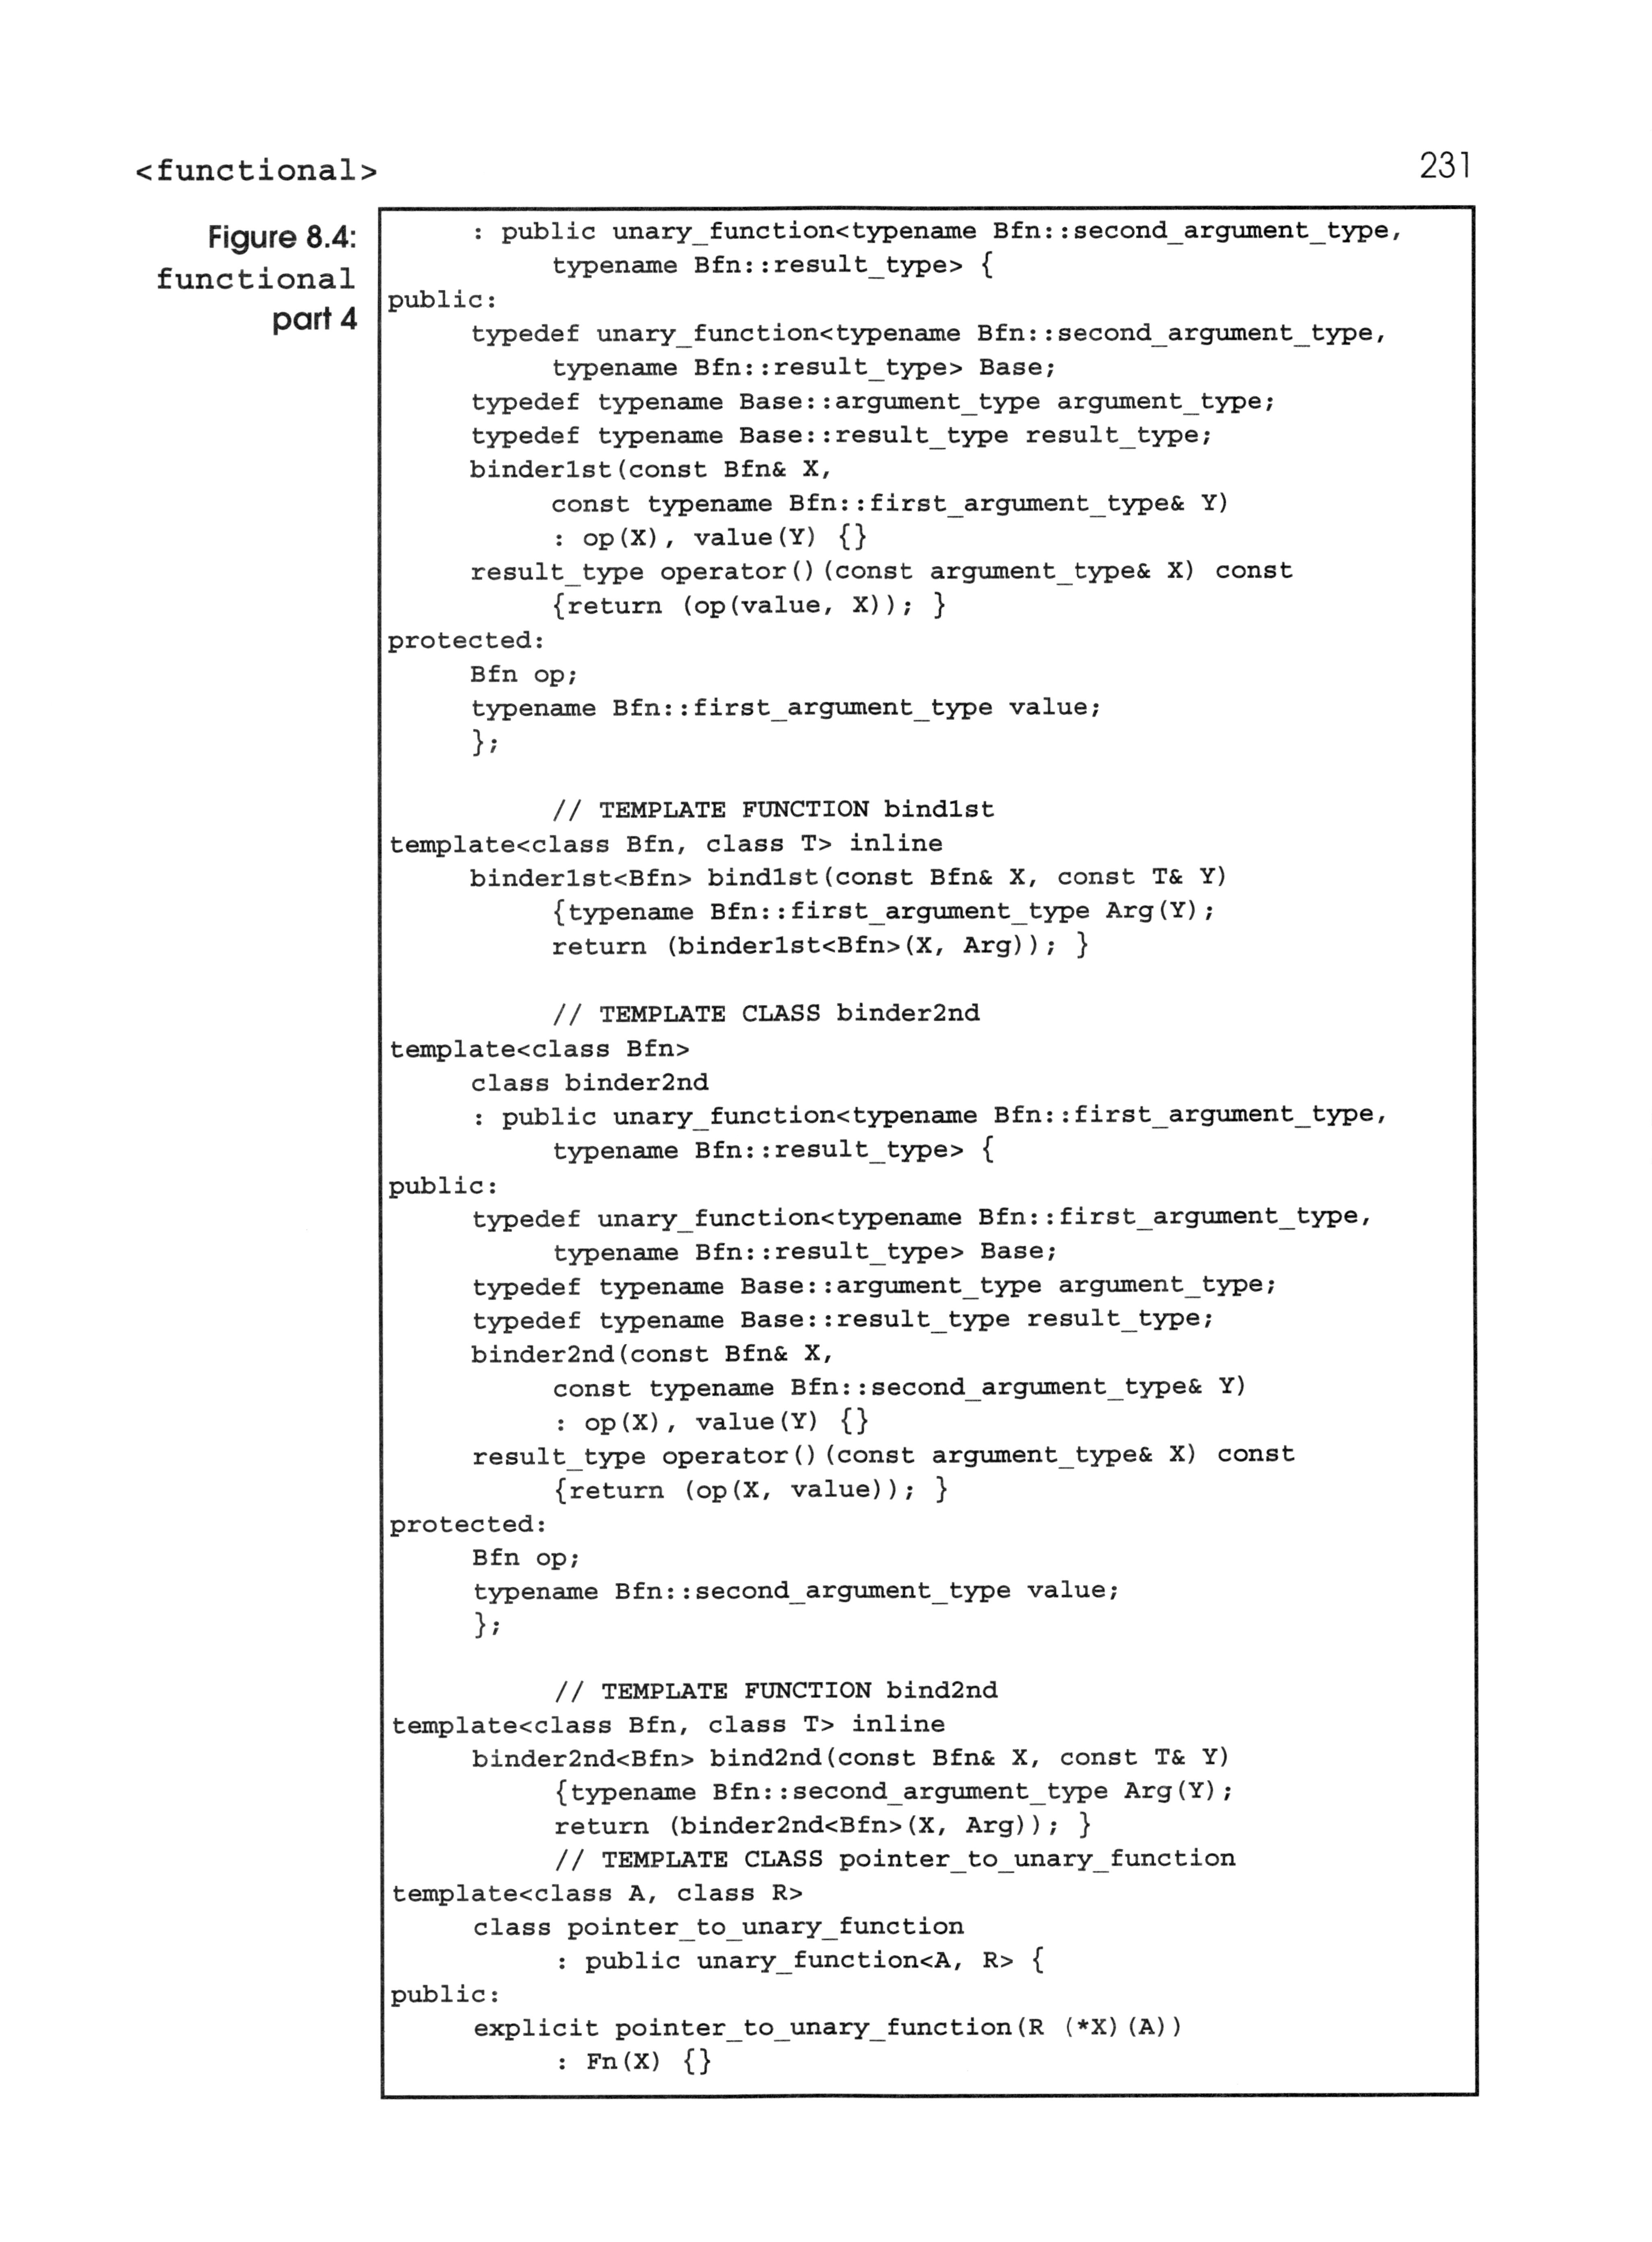 <functional>
231
Figure 8.4:
functional
part 4
: public unary_function<typename Bfn::second_argument_type,
typename Bfn::result_type> {
public:
typedef unary_function<typename Bfn::second_argument_type,
typename Bfn::result_type> Base;
typedef typename Base::argument_type argument_type;
typedef typename Base::result_type result_type;
binder1st(const Bfn& X,
const typename Bfn::first_argument_type& Y)
: op(X), value(Y) {}
result_type operator()(const argument_type& X) const
{return (op(value, X)); }
protected:
Bfn op;
typename Bfn::first_argument_type value;
};
// TEMPLATE FUNCTION bind1st
template<class Bfn, class T> inline
binder1st<Bfn> bind1st(const Bfn& X, const T& Y)
{typename Bfn::first_argument_type Arg(Y);
return (binder1st<Bfn>(X, Arg)); }
// TEMPLATE CLASS binder2nd
template<class Bfn>
class binder2nd
: public unary_function<typename Bfn::first_argument_type,
typename Bfn::result_type> {
public:
typedef unary_function<typename Bfn::first_argument_type,
typename Bfn::result_type> Base;
typedef typename Base::argument_type argument_type;
typedef typename Base::result_type result_type;
binder2nd(const Bfn& X,
const typename Bfn::second_argument_type& Y)
: op(X), value(Y) {}
result_type operator()(const argument_type& X) const
{return (op(X, value)); }
protected:
Bfn op;
typename Bfn::second_argument_type value;
};
// TEMPLATE FUNCTION bind2nd
template<class Bfn, class T> inline
binder2nd<Bfn> bind2nd(const Bfn& X, const T& Y)
{typename Bfn::second_argument_type Arg(Y);
return (binder2nd<Bfn>(X, Arg)); }
// TEMPLATE CLASS pointer_to_unary_function
template<class A, class R>
class pointer_to_unary_function
: public unary_function<A, R> {
public:
explicit pointer_to_unary_function(R (*X)(A))
: Fn(X) {}